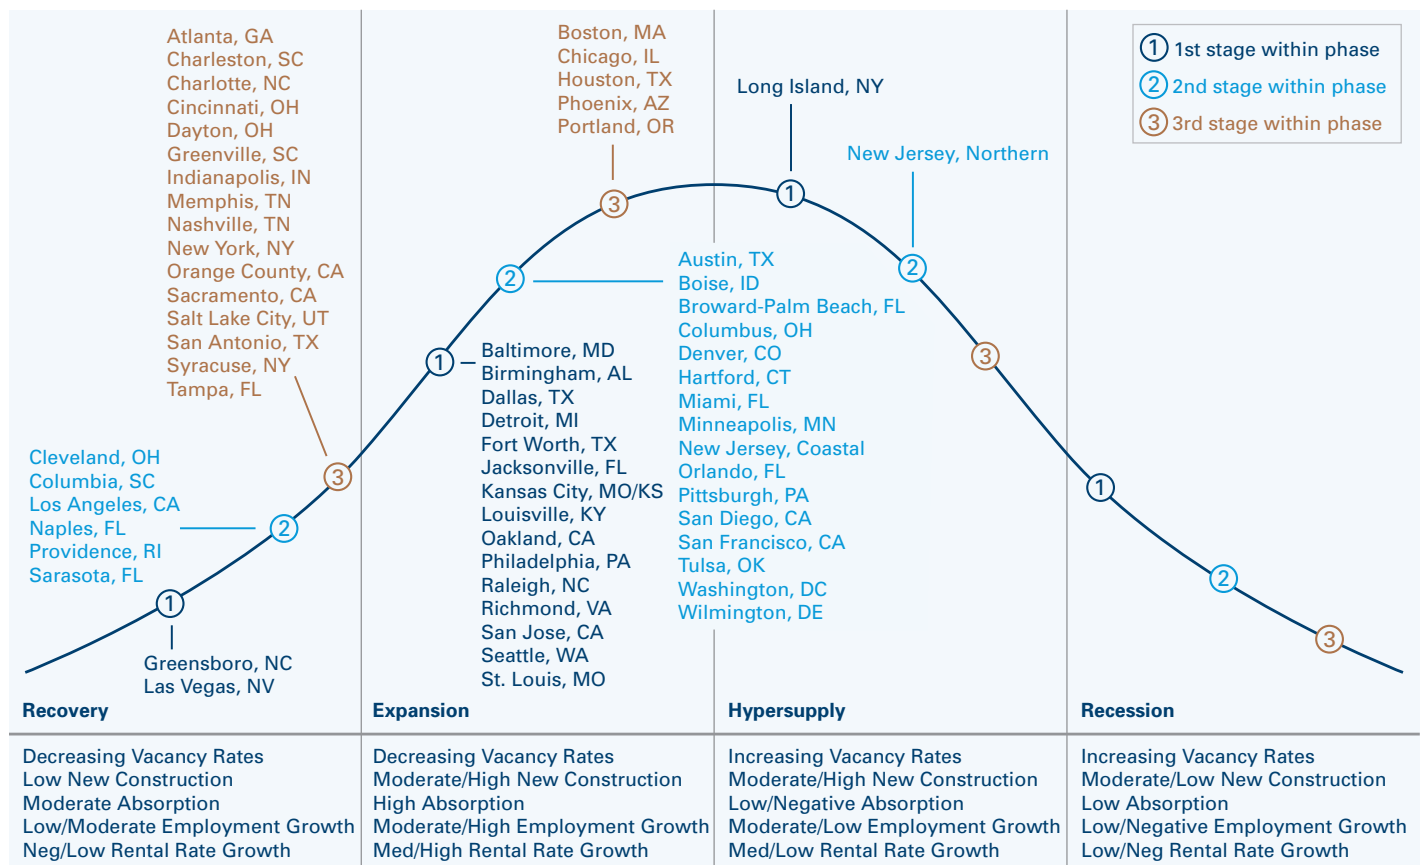 Atlanta, GA
Charleston, SC
Charlotte, NC
Cincinnati, OH
Dayton, OH
Greenville, SC
Indianapolis, IN
Memphis, TN
Nashville, TN
New York, NY
Orange County, CA
Sacramento, CA
Salt Lake City, UT
San Antonio, TX
Syracuse, NY
Tampa, FL
3
Cleveland, OH
Columbia, SC
Los Angeles, CA
Naples, FL
Providence, RI
Sarasota, FL
2
1
Greensboro, NC
Las Vegas, NV
Boston, MA
Chicago, IL
Houston, TX
Phoenix, AZ
Portland, OR
3
2
Austin, TX
Boise, ID
Broward-Palm Beach, FL
Columbus, OH
Denver, CO
Hartford, CT
Miami, FL
Minneapolis, MN
New Jersey, Coastal
Orlando, FL
Pittsburgh, PA
San Diego, CA
San Francisco, CA
Tulsa, OK
Washington, DC
Wilmington, DE
1
Baltimore, MD
Birmingham, AL
Dallas, TX
Detroit, MI
Fort Worth, TX
Jacksonville, FL
Kansas City, MO/KS
Louisville, KY
Oakland, CA
Philadelphia, PA
Raleigh, NC
Richmond, VA
San Jose, CA
Seattle, WA
St. Louis, MO
Long Island, NY
1
New Jersey, Northern
2
3
1 1st stage within phase
2 2nd stage within phase
3 3rd stage within phase
1
2
3
Recovery
Decreasing Vacancy Rates
Low New Construction
Moderate Absorption
Low/Moderate Employment Growth
Neg/Low Rental Rate Growth
Expansion
Decreasing Vacancy Rates
Moderate/High New Construction
High Absorption
Moderate/High Employment Growth
Med/High Rental Rate Growth
Hypersupply
Increasing Vacancy Rates
Moderate/High New Construction
Low/Negative Absorption
Moderate/Low Employment Growth
Med/Low Rental Rate Growth
Recession
Increasing Vacancy Rates
Moderate/Low New Construction
Low Absorption
Low/Negative Employment Growth
Low/Neg Rental Rate Growth